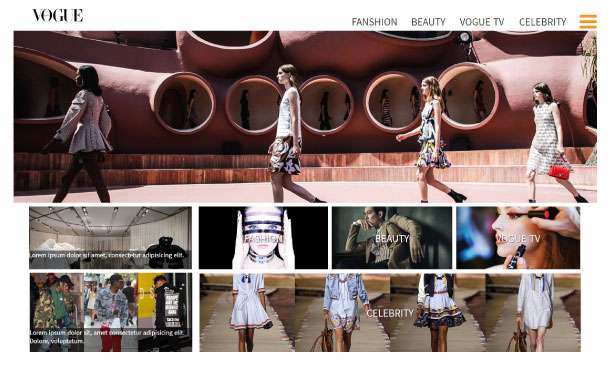 VOGUE
FANSHION BEAUTY VOGUE TV CELEBRITY
Lorem ipsum dolor sit amet, consectetur adipisicing elit.
FASHION
BEAUTY
VOGUE TV
Lorem ipsum dolor sit amet, consectetur adipisicing elit.
Dolore, voluptatum.
CELEBRITY